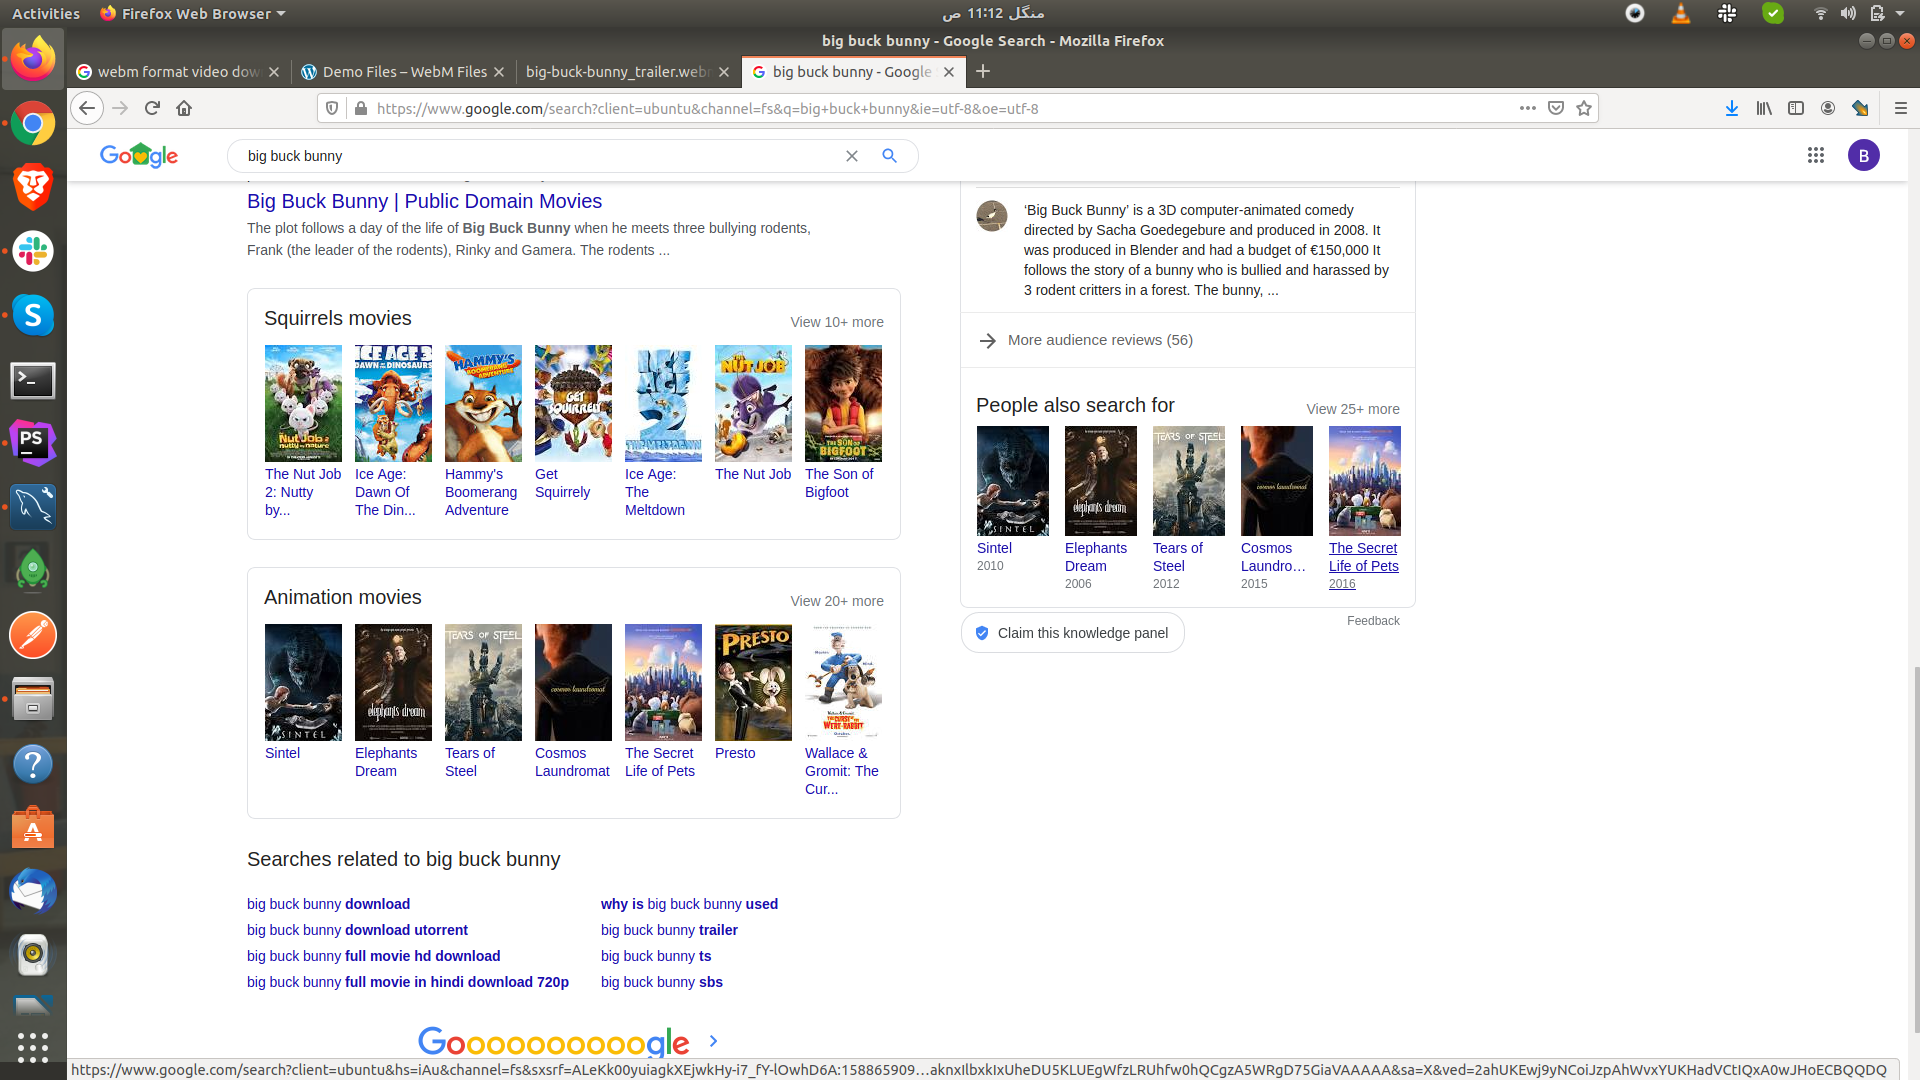 Activities
Firefox Web Browser
منگل 11:12 ص
big buck bunny - Google Search - Mozilla Firefox
webm format video dow
Demo Files – WebM Files
big-buck-bunny_trailer.webm
big buck bunny - Google
https://www.google.com/search?client=ubuntu&channel=fs&q=big+buck+bunny&ie=utf-8&oe=utf-8
Google
big buck bunny
B
Big Buck Bunny | Public Domain Movies
The plot follows a day of the life of Big Buck Bunny when he meets three bullying rodents,
Frank (the leader of the rodents), Rinky and Gamera. The rodents ...
Squirrels movies
View 10+ more
The Nut Job 2: Nutty by...
Ice Age: Dawn Of The Din...
Hammy's Boomerang Adventure
Get Squirrely
Ice Age: The Meltdown
The Nut Job
The Son of Bigfoot
Animation movies
View 20+ more
Sintel
Elephants Dream
Tears of Steel
Cosmos Laundromat
The Secret Life of Pets
Presto
Wallace & Gromit: The Cur...
Searches related to big buck bunny
big buck bunny download
big buck bunny download utorrent
big buck bunny full movie hd download
big buck bunny full movie in hindi download 720p
why is big buck bunny used
big buck bunny trailer
big buck bunny ts
big buck bunny sbs
Goooooooooogle
‘Big Buck Bunny’ is a 3D computer-animated comedy
directed by Sacha Goedegebure and produced in 2008. It
was produced in Blender and had a budget of €150,000 It
follows the story of a bunny who is bullied and harassed by
3 rodent critters in a forest. The bunny, ...
More audience reviews (56)
People also search for
View 25+ more
Sintel
2010
Elephants Dream
2006
Tears of Steel
2012
Cosmos Laundro...
2015
The Secret Life of Pets
2016
Claim this knowledge panel
Feedback
https://www.google.com/search?client=ubuntu&hs=iAu&channel=fs&sxsrf=ALeKk00yuiagkXEjwkHy-i7_fY-lOwhD6A:158865909...aknxIlbxkIxUheDU5KLUEgWfzLRUhfw0hQCgzA5WRgD75GiaVAAAAA&sa=X&ved=2ahUKEwj9yNCoiJzpAhWvxYUKHadVCtIQxA0wJHoECBQQDQ